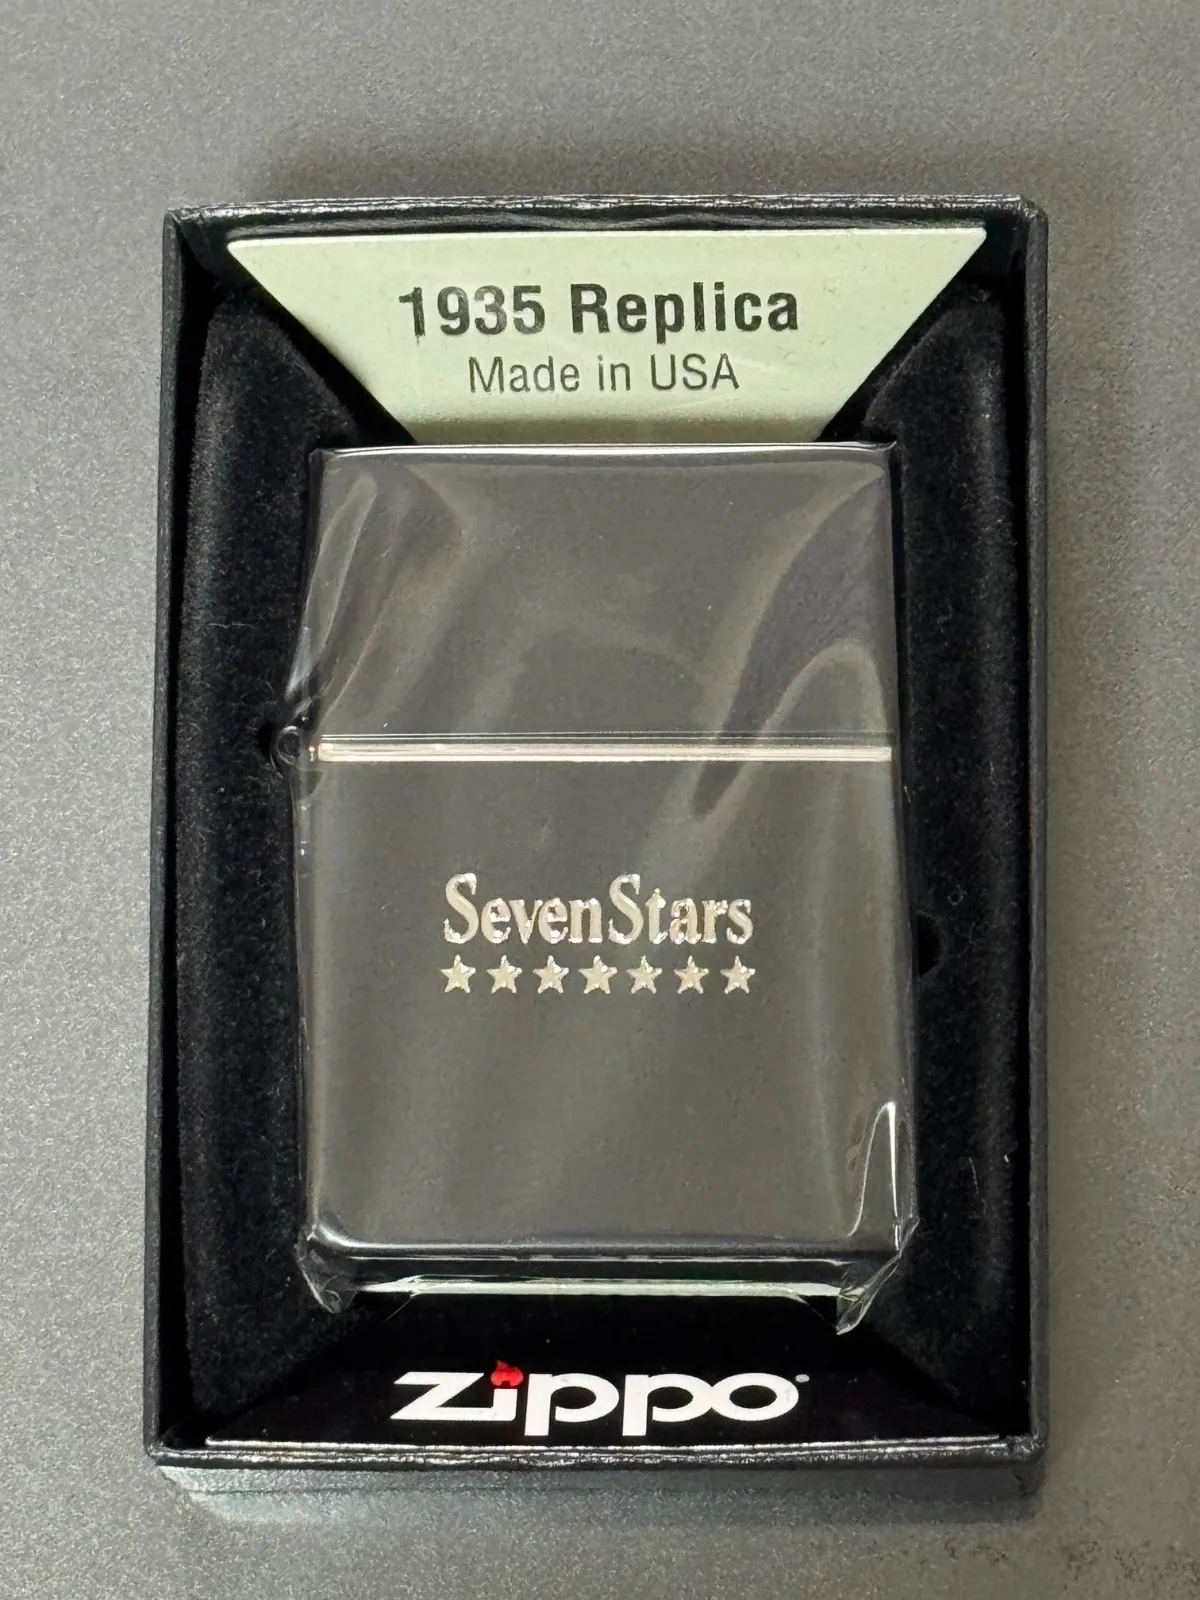 1935 Replica
Made in USA
SevenStars
★★★★★★★
zippo